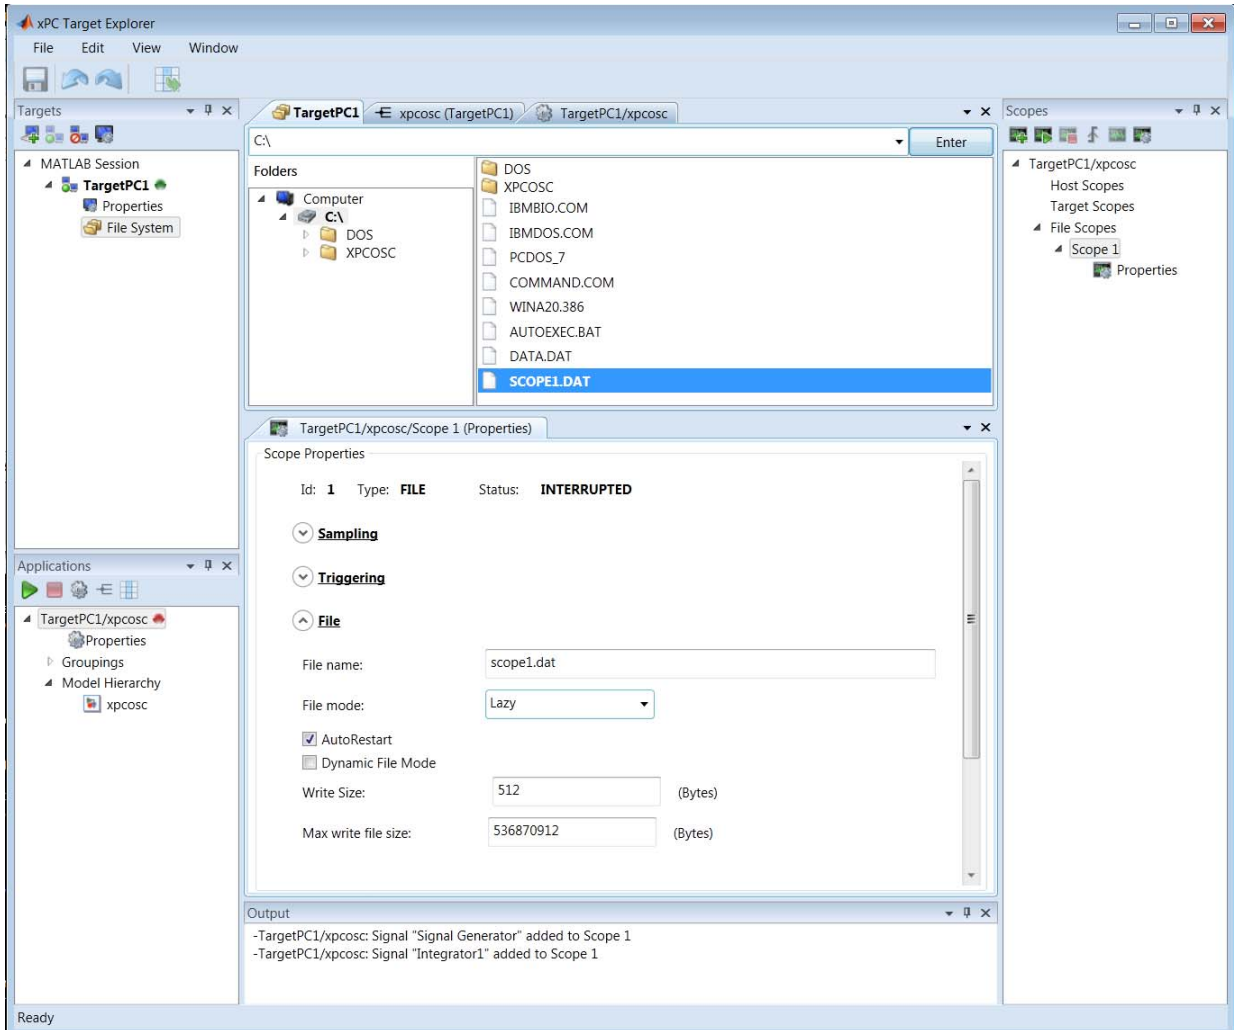 xPC Target Explorer
File Edit View Window
Targets
MATLAB Session
TargetPC1
Properties
File System
TargetPC1 xpcosc (TargetPC1) TargetPC1/xpcosc
C:\ Enter
Folders
Computer
C:\
DOS
XPCOSC
DOS
XPCOSC
IBMBIO.COM
IBMDOS.COM
PCDOS_7
COMMAND.COM
WINA20.386
AUTOEXEC.BAT
DATA.DAT
SCOPE1.DAT
Scopes
TargetPC1/xpcosc
Host Scopes
Target Scopes
File Scopes
Scope 1
Properties
TargetPC1/xpcosc/Scope 1 (Properties)
Scope Properties
Id: 1 Type: FILE Status: INTERRUPTED
Sampling
Triggering
File
File name: scope1.dat
File mode: Lazy
AutoRestart
Dynamic File Mode
Write Size: 512 (Bytes)
Max write file size: 536870912 (Bytes)
Applications
TargetPC1/xpcosc
Properties
Groupings
Model Hierarchy
xpcosc
Output
-TargetPC1/xpcosc: Signal "Signal Generator" added to Scope 1
-TargetPC1/xpcosc: Signal "Integrator1" added to Scope 1
Ready